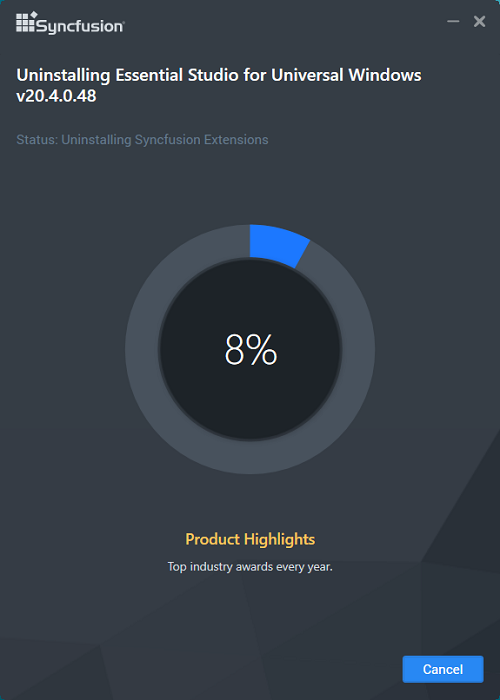 Syncfusion®
Uninstalling Essential Studio for Universal Windows
v20.4.0.48
Status: Uninstalling Syncfusion Extensions
8%
Product Highlights
Top industry awards every year.
Cancel